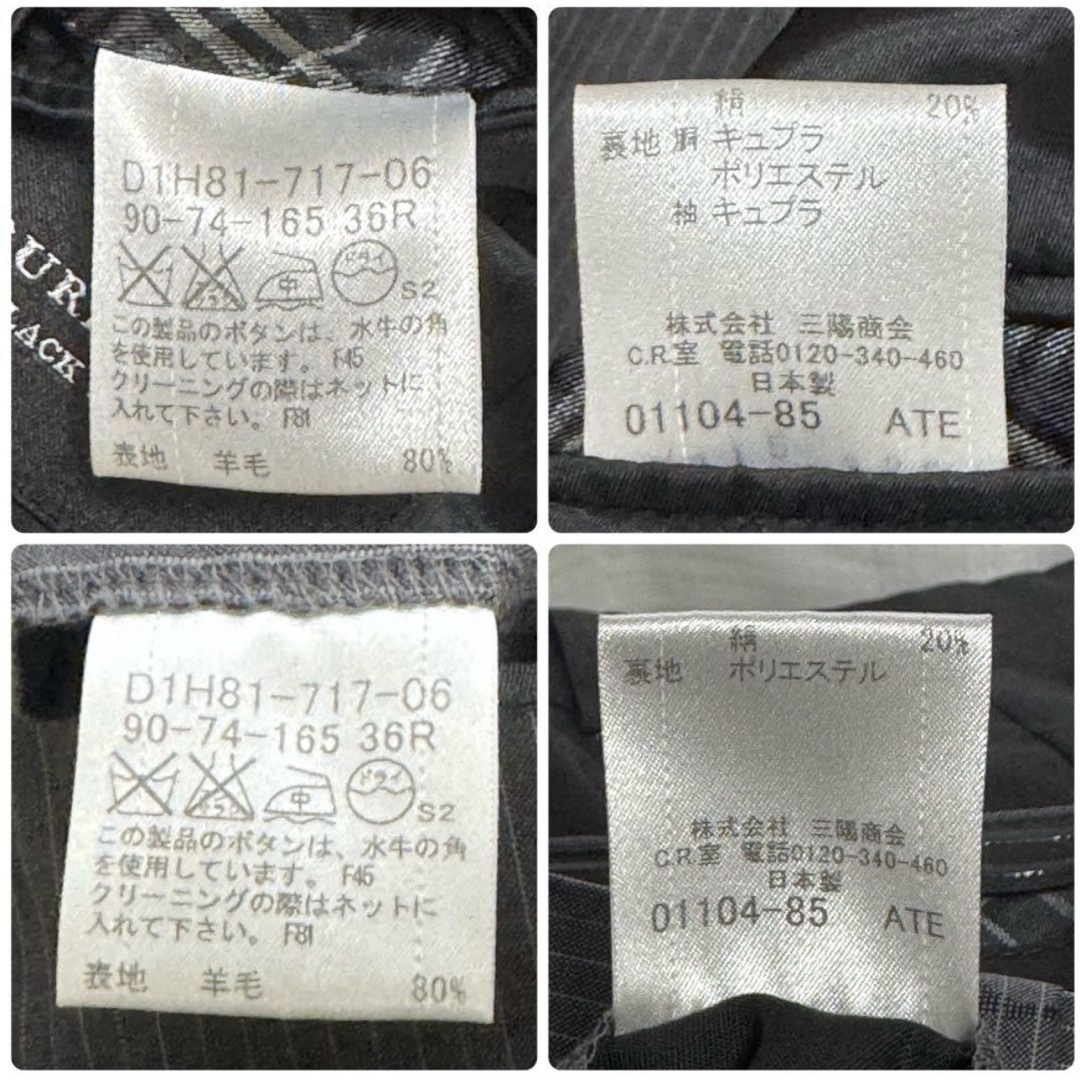 UR
LACK
D1H81-717-06
90-74-165 36R
中
ドライ
S2
この製品のボタンは、水牛の角
を使用しています。 F45
クリーニングの際はネットに
入れて下さい。 F81
表地 羊毛 80%
絹 20%
裏地 胴 キュプラ
ポリエステル
袖 キュプラ
株式会社 三陽商会
C.R.室 電話0120-340-460
日本製
01104-85 ATE
D1H81-717-06
90-74-165 36R
中
ドライ
S2
この製品のボタンは、水牛の角
を使用しています。 F45
クリーニングの際はネットに
入れて下さい。 F81
表地 羊毛 80%
絹 20%
裏地 ポリエステル
株式会社 三陽商会
C.R.室 電話0120-340-460
日本製
01104-85 ATE